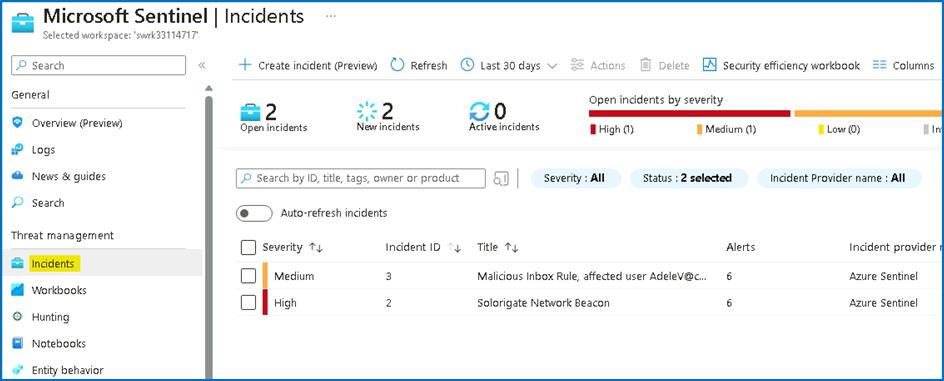 Microsoft Sentinel | Incidents ...
Selected workspace: 'swrk33114717'
Search «
General
Overview (Preview)
Logs
News & guides
Search
Threat management
Incidents
Workbooks
Hunting
Notebooks
Entity behavior
+ Create incident (Preview) Refresh Last 30 days Actions Delete Security efficiency workbook Columns
2 Open incidents
2 New incidents
0 Active incidents
Open incidents by severity
High (1) Medium (1) Low (0) In
Search by ID, title, tags, owner or product Severity : All Status : 2 selected Incident Provider name : All
Auto-refresh incidents
Severity ↑↓ Incident ID ↑↓ Title ↑↓ Alerts Incident provider n
Medium 3 Malicious Inbox Rule, affected user AdeleV@c... 6 Azure Sentinel
High 2 Solorigate Network Beacon 6 Azure Sentinel